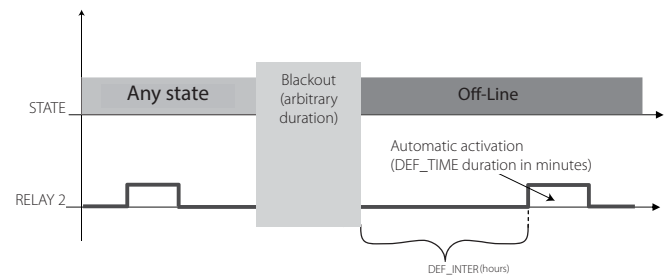 Any state
Blackout
(arbitrary
duration)
Off-Line
STATE
Automatic activation
(DEF_TIME duration in minutes)
RELAY 2
DEF_INTER (hours)